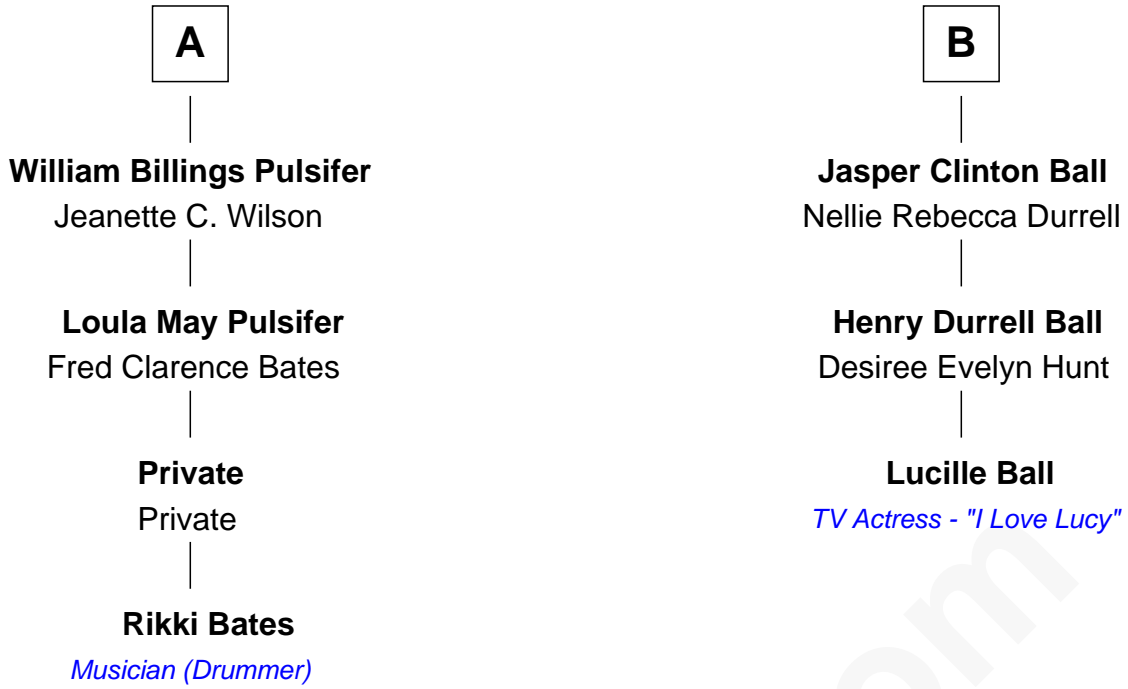 A
William Billings Pulsifer
Jeanette C. Wilson
Loula May Pulsifer
Fred Clarence Bates
Private
Private
Rikki Bates
Musician (Drummer)
B
Jasper Clinton Ball
Nellie Rebecca Durrell
Henry Durrell Ball
Desiree Evelyn Hunt
Lucille Ball
TV Actress - "I Love Lucy"
om